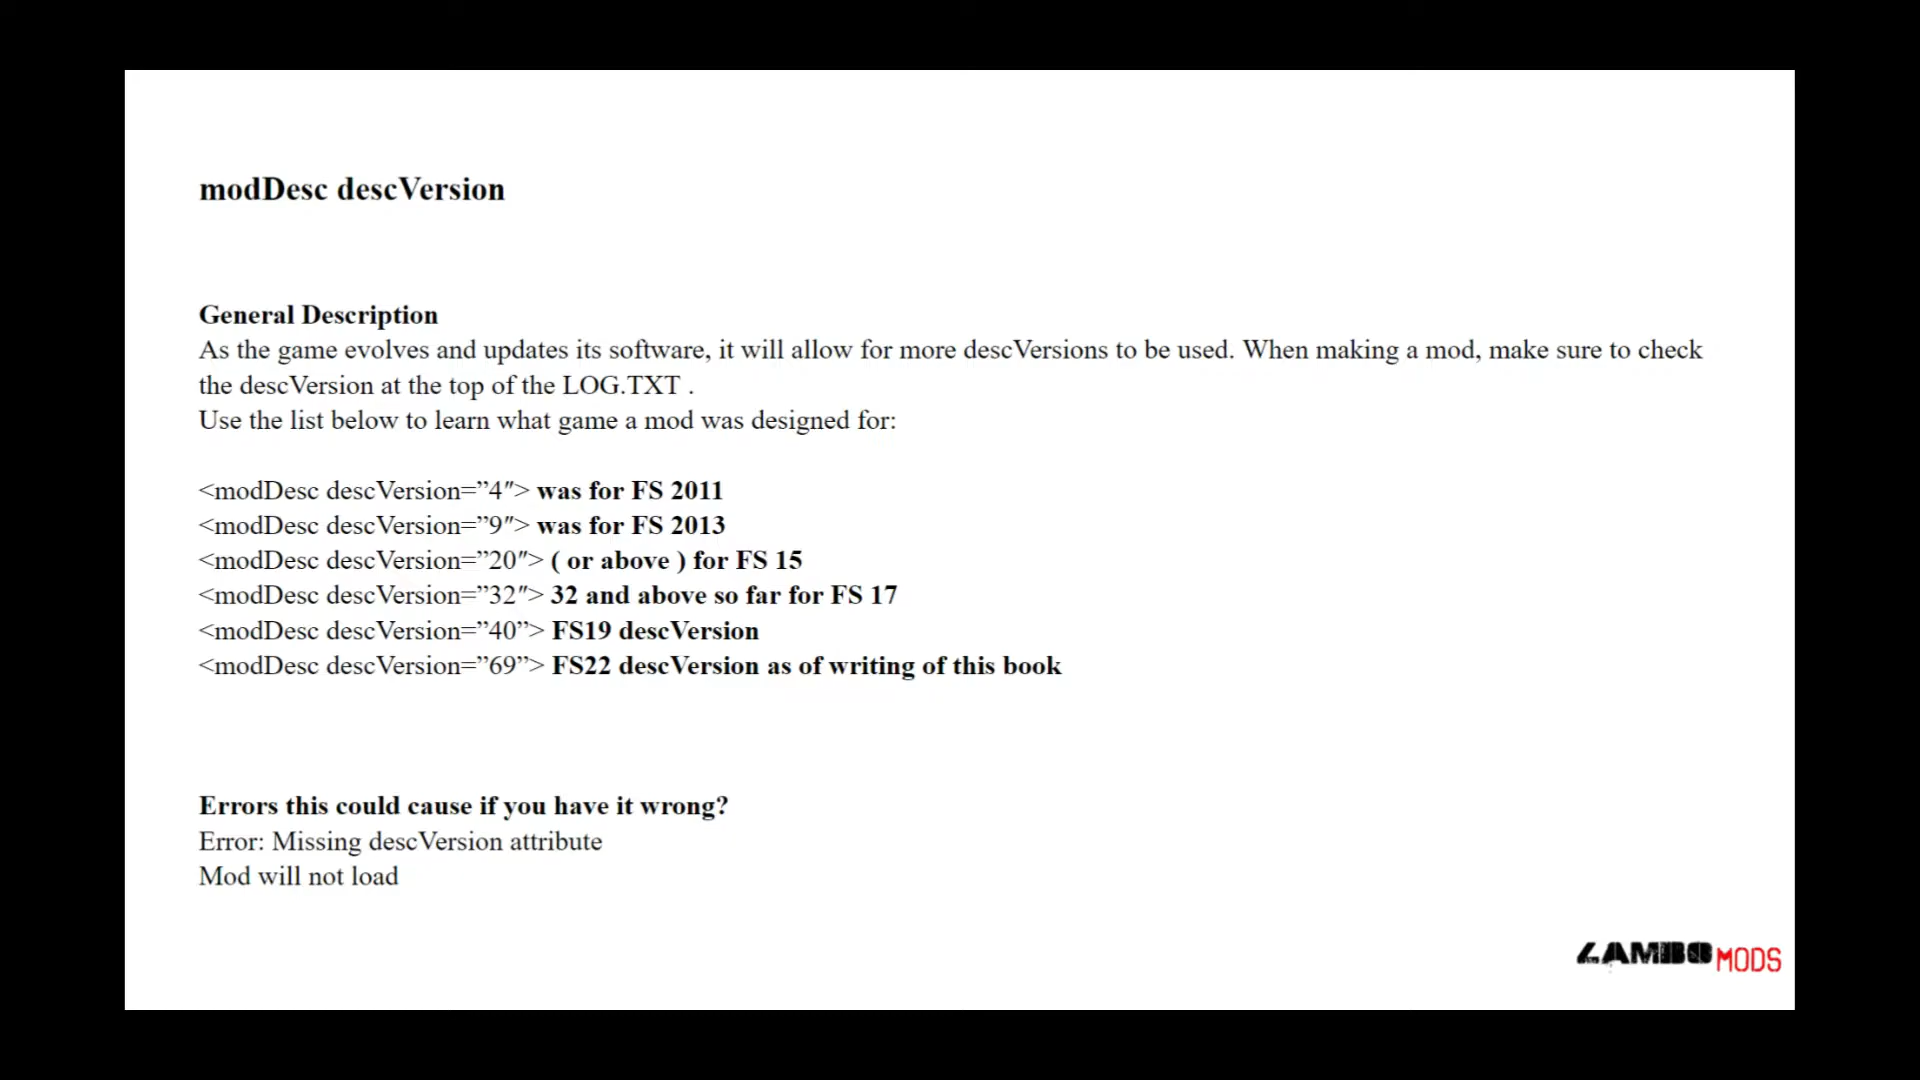 modDesc descVersion
General Description
As the game evolves and updates its software, it will allow for more descVersions to be used. When making a mod, make sure to check
the descVersion at the top of the LOG.TXT .
Use the list below to learn what game a mod was designed for:
<modDesc descVersion=”4″> was for FS 2011
<modDesc descVersion=”9″> was for FS 2013
<modDesc descVersion=”20″> ( or above ) for FS 15
<modDesc descVersion=”32″> 32 and above so far for FS 17
<modDesc descVersion=”40”> FS19 descVersion
<modDesc descVersion=”69”> FS22 descVersion as of writing of this book
Errors this could cause if you have it wrong?
Error: Missing descVersion attribute
Mod will not load
LAMBO MODS